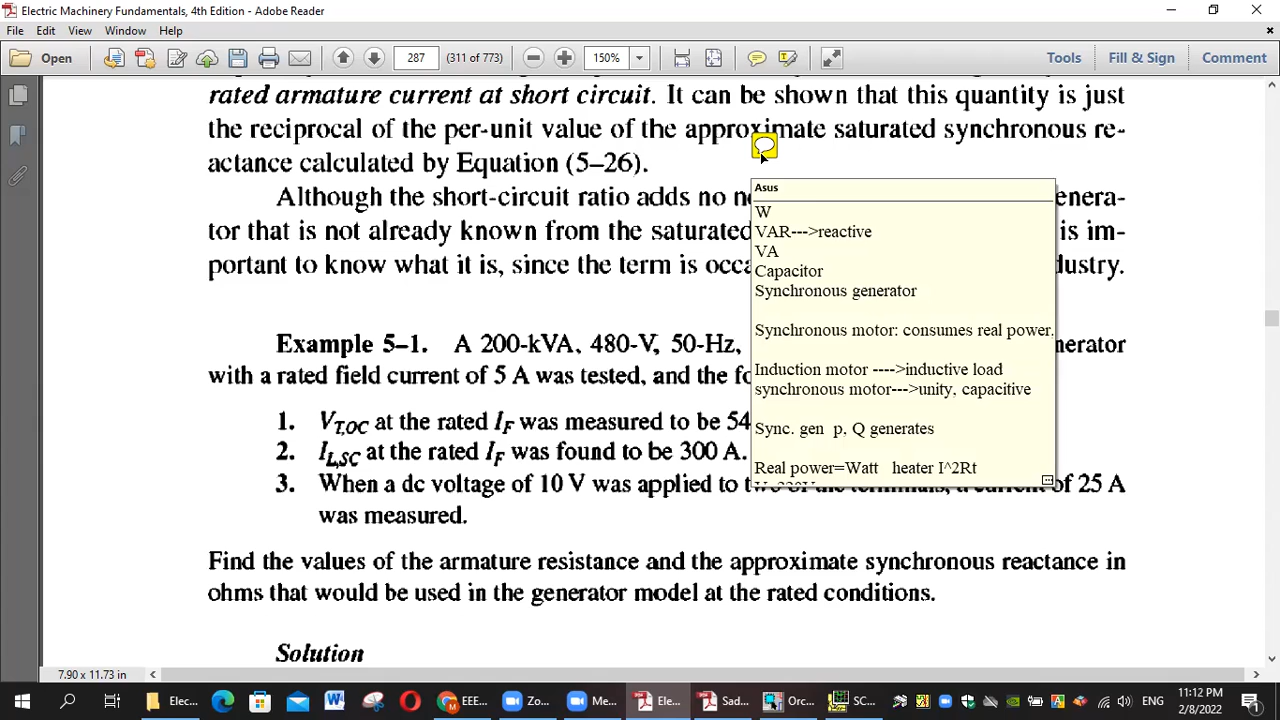 Electric Machinery Fundamentals, 4th Edition - Adobe Reader
File Edit View Window Help
Open 287 (311 of 773) 150% Tools Fill & Sign Comment
rated armature current at short circuit. It can be shown that this quantity is just
the reciprocal of the per-unit value of the approximate saturated synchronous re-
actance calculated by Equation (5–26).
Although the short-circuit ratio adds no
tor that is not already known from the saturated is im-
portant to know what it is, since the term is
Asus
W
VAR--->reactive
VA
Capacitor
Synchronous generator
Synchronous motor: consumes real power.
Induction motor ---->inductive load
synchronous motor--->unity, capacitive
Sync. gen p, Q generates
Real power=Watt heater I^2Rt
Example 5–1. A 200-kVA, 480-V, 50-Hz,
with a rated field current of 5 A was tested, and the
1. VT,OC at the rated IF was measured to be 54
2. IL,SC at the rated IF was found to be 300 A.
3. When a dc voltage of 10 V was applied to of 25 A
was measured.
Find the values of the armature resistance and the approximate synchronous reactance in
ohms that would be used in the generator model at the rated conditions.
Solution
7.90 x 11.73 in
Elec... EEE... Zo... Me... Ele... Sad... Orc... SC... ENG 11:12 PM
2/8/2022